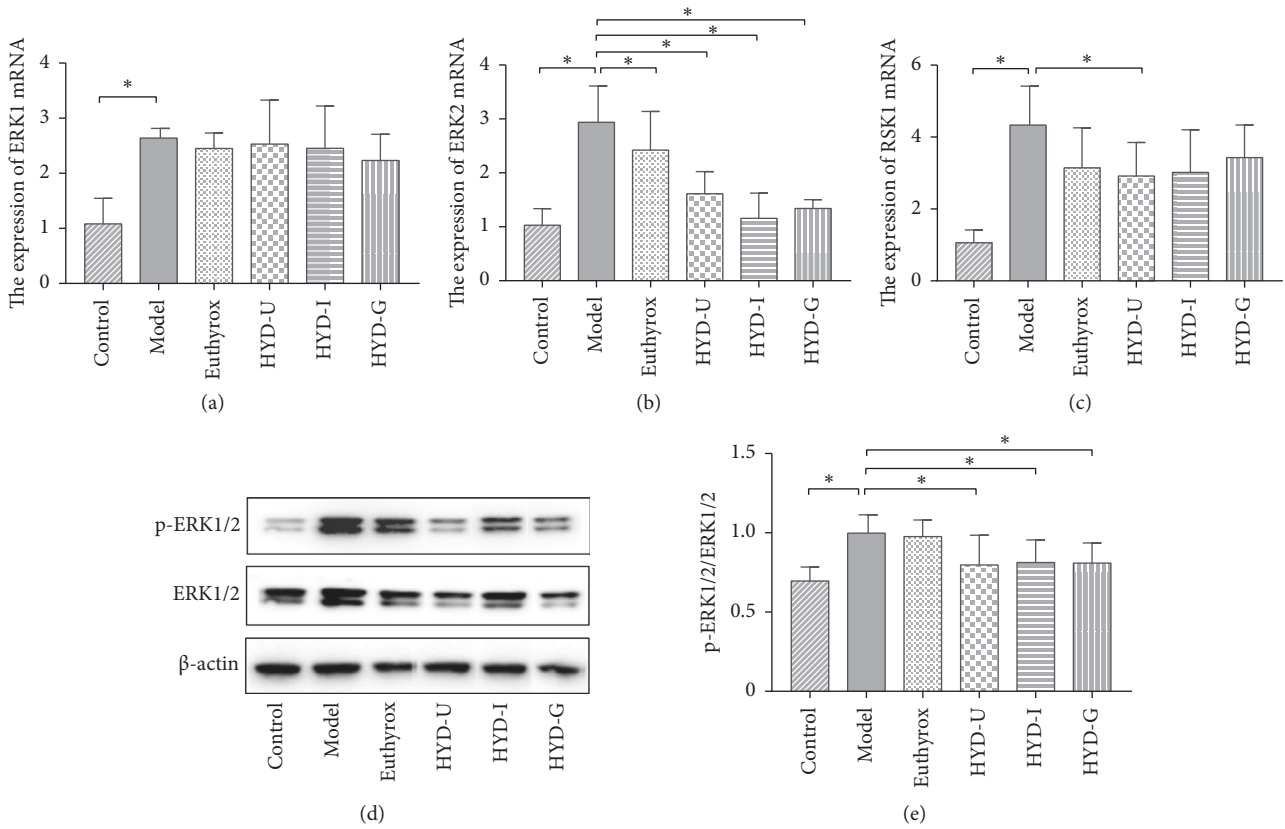 The expression of ERK1 mRNA
4
3
2
1
0
*
Control
Model
Euthyrox
HYD-U
HYD-I
HYD-G
(a)
The expression of ERK2 mRNA
4
3
2
1
0
*
*
*
*
*
Control
Model
Euthyrox
HYD-U
HYD-I
HYD-G
(b)
The expression of RSK1 mRNA
6
4
2
0
*
*
Control
Model
Euthyrox
HYD-U
HYD-I
HYD-G
(c)
p-ERK1/2
ERK1/2
β-actin
Control
Model
Euthyrox
HYD-U
HYD-I
HYD-G
(d)
p-ERK1/2/ERK1/2
1.5
1.0
0.5
0
*
*
*
*
Control
Model
Euthyrox
HYD-U
HYD-I
HYD-G
(e)